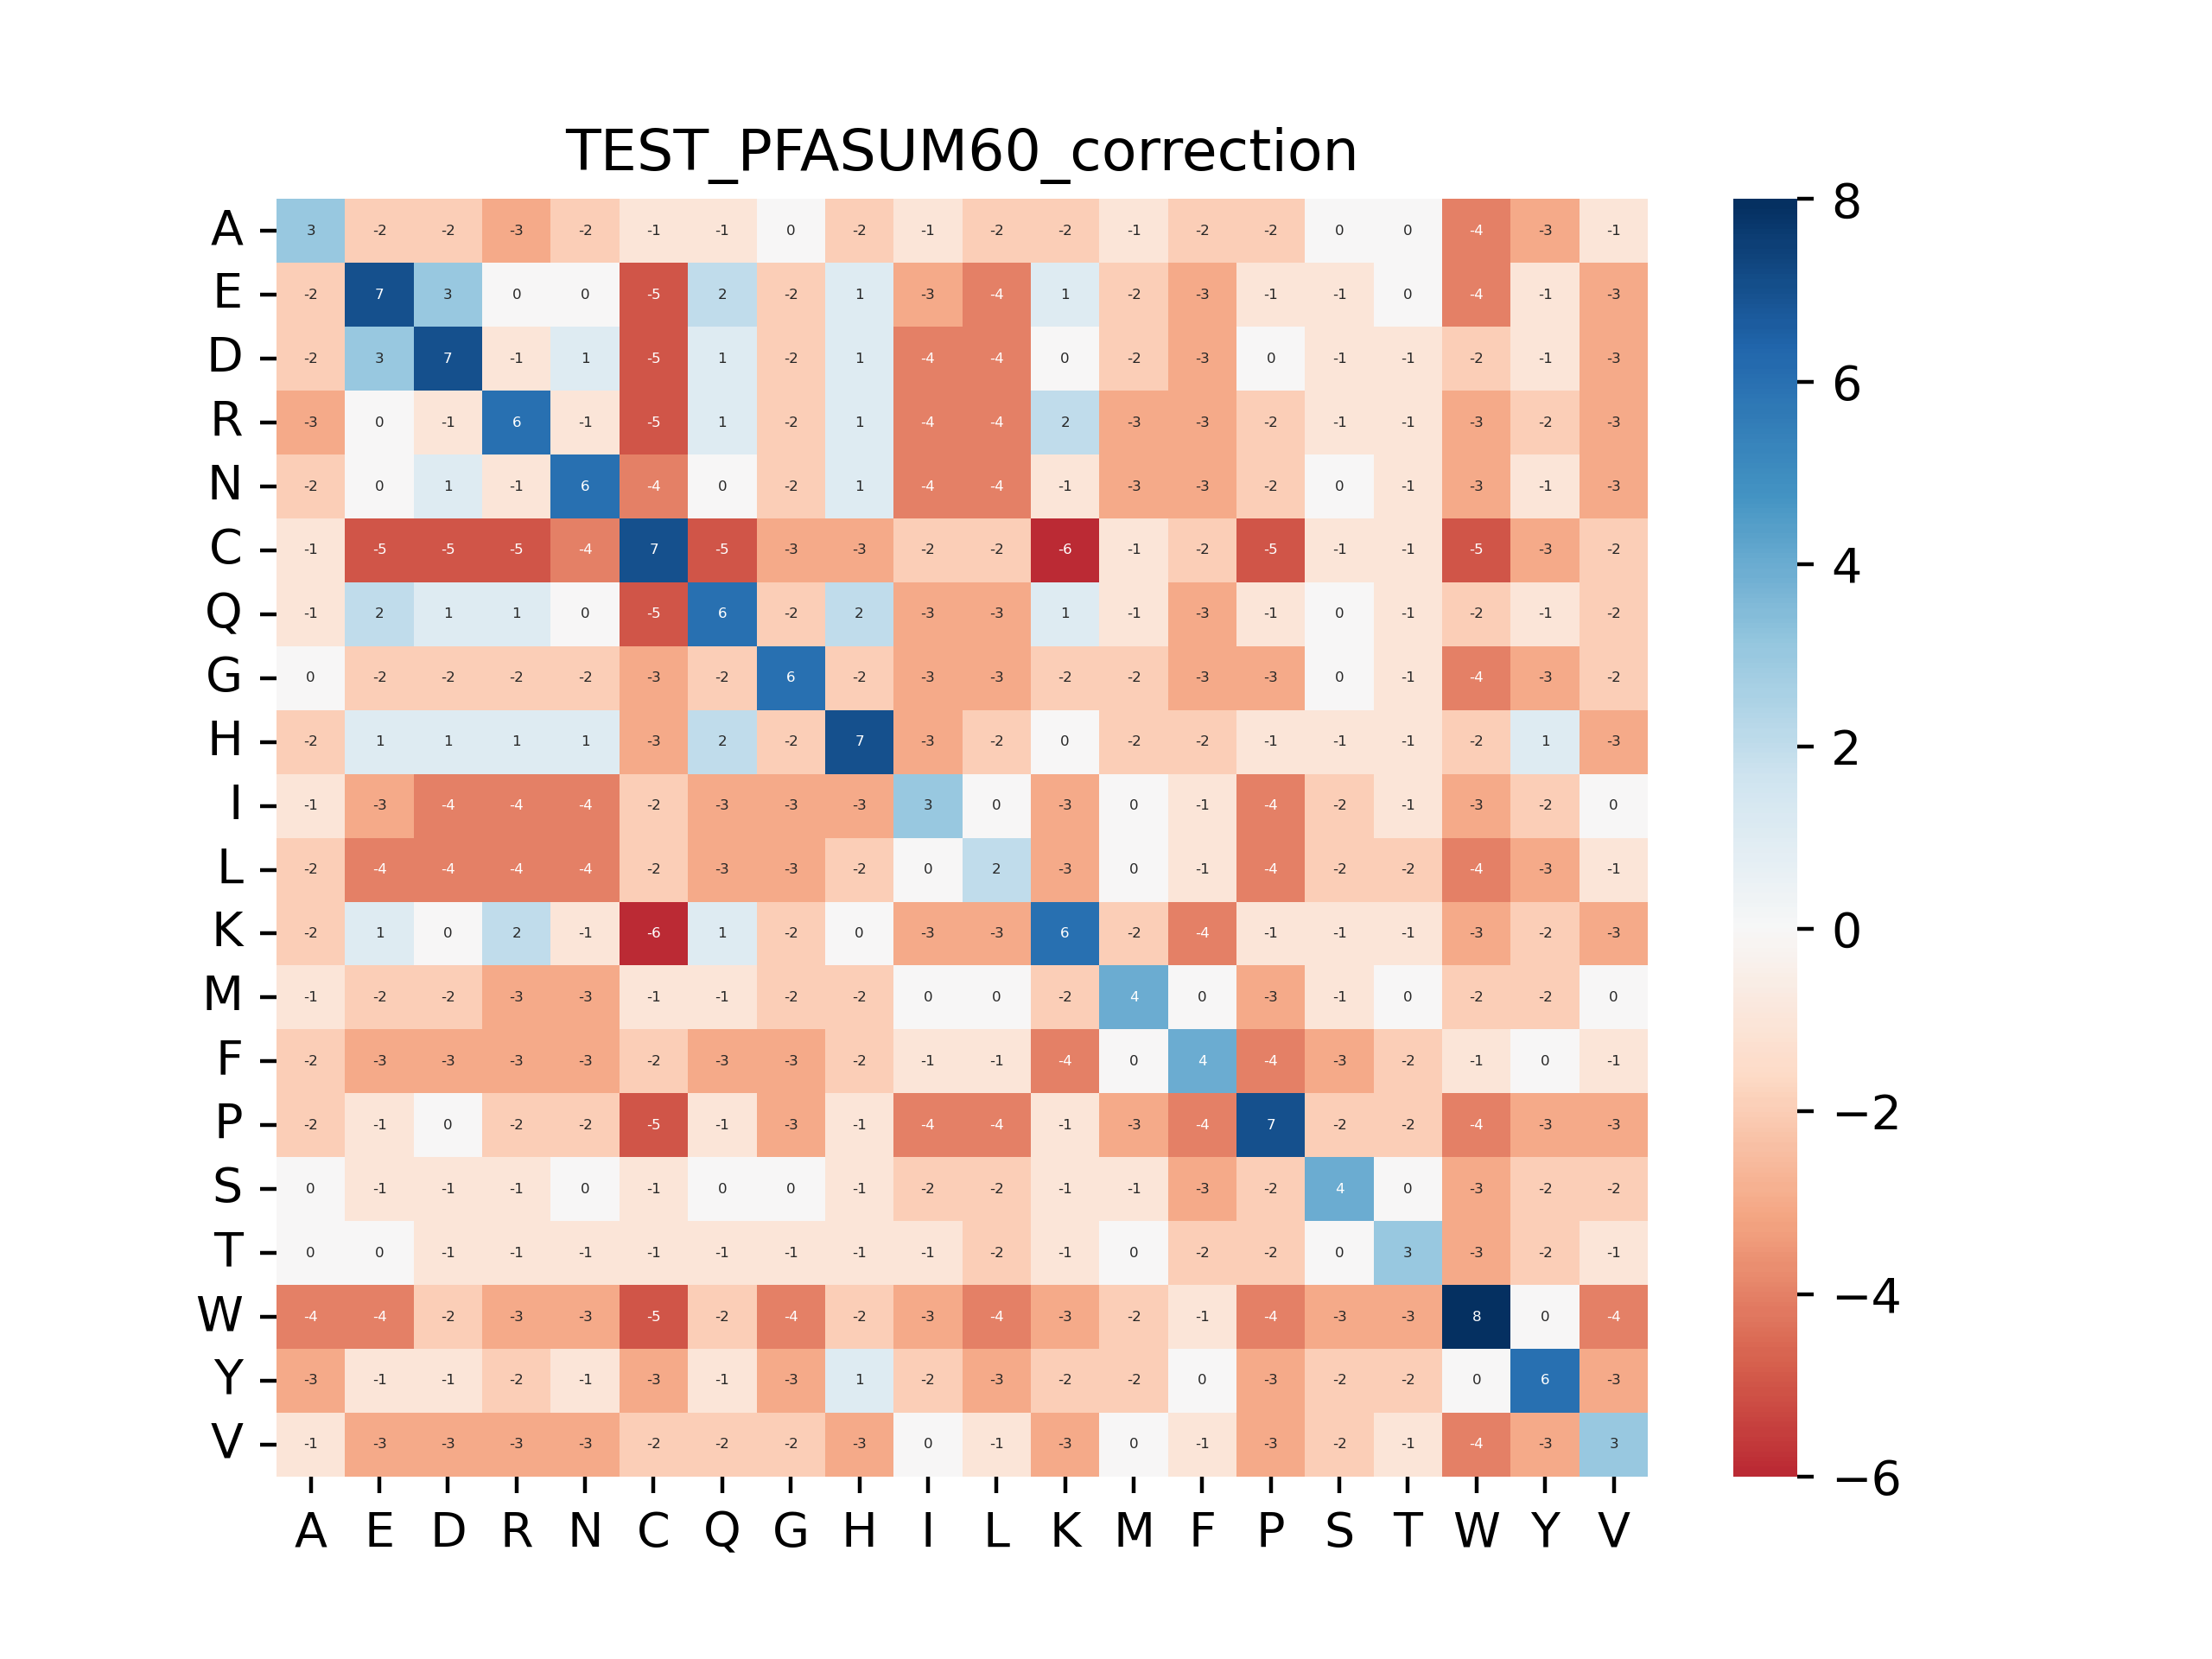 TEST_PFASUM60_correction
A 3 -2 -2 -3 -2 -1 -1 0 -2 -1 -2 -2 -1 -2 -2 0 0 -4 -3 -1
E -2 7 3 0 0 -5 2 -2 1 -3 -4 1 -2 -3 -1 -1 0 -4 -1 -3
D -2 3 7 -1 1 -5 1 -2 1 -4 -4 0 -2 -3 0 -1 -1 -2 -1 -3
R -3 0 -1 6 -1 -5 1 -2 1 -4 -4 2 -3 -3 -2 -1 -1 -3 -2 -3
N -2 0 1 -1 6 -4 0 -2 1 -4 -4 -1 -3 -3 -2 0 -1 -3 -1 -3
C -1 -5 -5 -5 -4 7 -5 -3 -3 -2 -2 -6 -1 -2 -5 -1 -1 -5 -3 -2
Q -1 2 1 1 0 -5 6 -2 2 -3 -3 1 -1 -3 -1 0 -1 -2 -1 -2
G 0 -2 -2 -2 -2 -3 -2 6 -2 -3 -3 -2 -2 -3 -3 0 -1 -4 -3 -2
H -2 1 1 1 1 -3 2 -2 7 -3 -2 0 -2 -2 -1 -1 -1 -2 1 -3
I -1 -3 -4 -4 -4 -2 -3 -3 -3 3 0 -3 0 -1 -4 -2 -1 -3 -2 0
L -2 -4 -4 -4 -4 -2 -3 -3 -2 0 2 -3 0 -1 -4 -2 -2 -4 -3 -1
K -2 1 0 2 -1 -6 1 -2 0 -3 -3 6 -2 -4 -1 -1 -1 -3 -2 -3
M -1 -2 -2 -3 -3 -1 -1 -2 -2 0 0 -2 4 0 -3 -1 0 -2 -2 0
F -2 -3 -3 -3 -3 -2 -3 -3 -2 -1 -1 -4 0 4 -4 -3 -2 -1 0 -1
P -2 -1 0 -2 -2 -5 -1 -3 -1 -4 -4 -1 -3 -4 7 -2 -2 -4 -3 -3
S 0 -1 -1 -1 0 -1 0 0 -1 -2 -2 -1 -1 -3 -2 4 0 -3 -2 -2
T 0 0 -1 -1 -1 -1 -1 -1 -1 -1 -2 -1 0 -2 -2 0 3 -3 -2 -1
W -4 -4 -2 -3 -3 -5 -2 -4 -2 -3 -4 -3 -2 -1 -4 -3 -3 8 0 -4
Y -3 -1 -1 -2 -1 -3 -1 -3 1 -2 -3 -2 -2 0 -3 -2 -2 0 6 -3
V -1 -3 -3 -3 -3 -2 -2 -2 -3 0 -1 -3 0 -1 -3 -2 -1 -4 -3 3
A E D R N C Q G H I L K M F P S T W Y V
8
6
4
2
0
−2
−4
−6